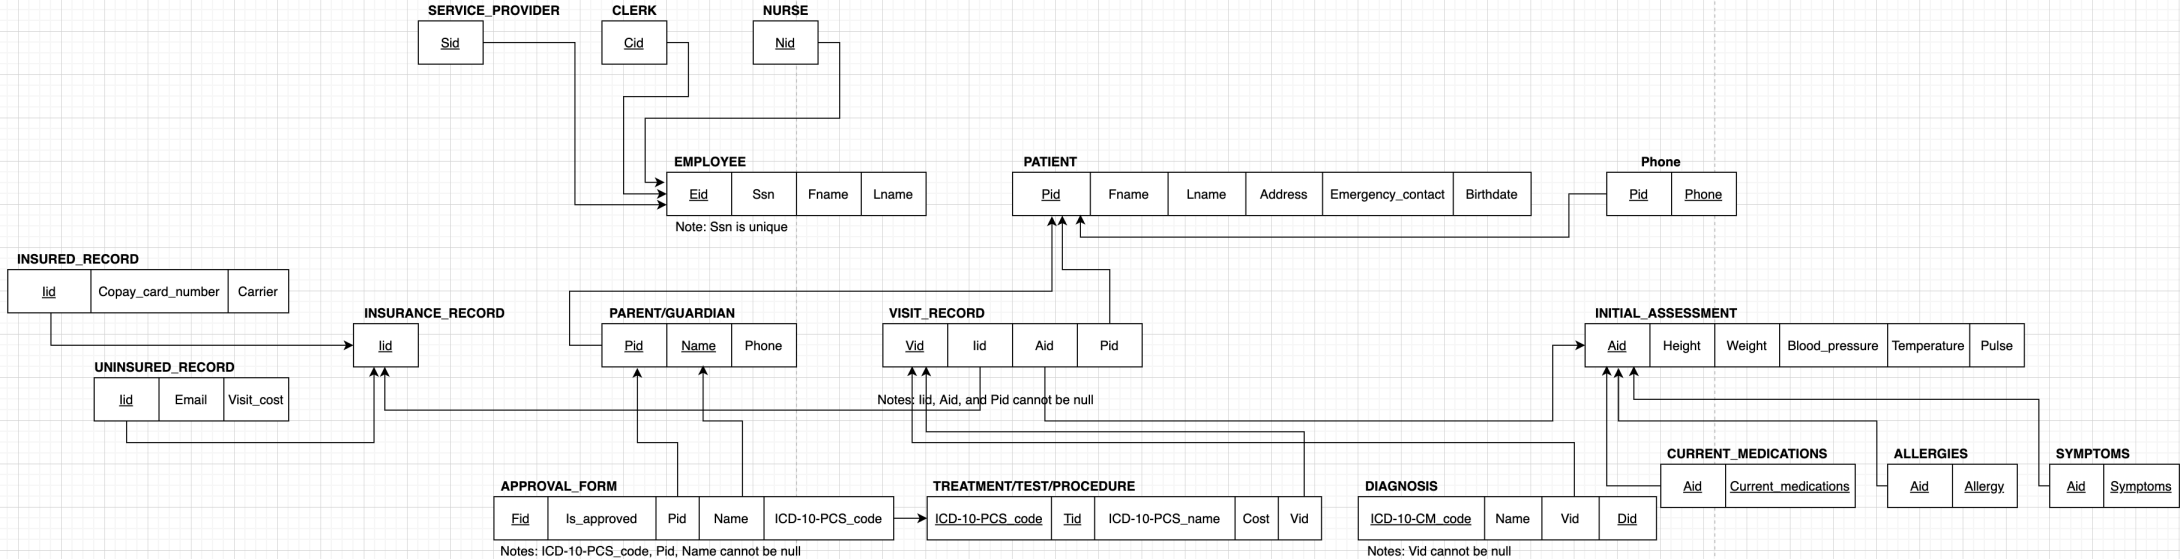 SERVICE_PROVIDER
Sid
CLERK
Cid
NURSE
Nid
EMPLOYEE
Eid Ssn Fname Lname
Note: Ssn is unique
PATIENT
Pid Fname Lname Address Emergency_contact Birthdate
Phone
Pid Phone
INSURED_RECORD
Iid Copay_card_number Carrier
INSURANCE_RECORD
Iid
UNINSURED_RECORD
Iid Email Visit_cost
PARENT/GUARDIAN
Pid Name Phone
VISIT_RECORD
Vid Iid Aid Pid
Notes: Iid, Aid, and Pid cannot be null
INITIAL_ASSESSMENT
Aid Height Weight Blood_pressure Temperature Pulse
CURRENT_MEDICATIONS
Aid Current_medications
ALLERGIES
Aid Allergy
SYMPTOMS
Aid Symptoms
APPROVAL_FORM
Fid Is_approved Pid Name ICD-10-PCS_code
Notes: ICD-10-PCS_code, Pid, Name cannot be null
TREATMENT/TEST/PROCEDURE
ICD-10-PCS_code Tid ICD-10-PCS_name Cost Vid
DIAGNOSIS
ICD-10-CM_code Name Vid Did
Notes: Vid cannot be null